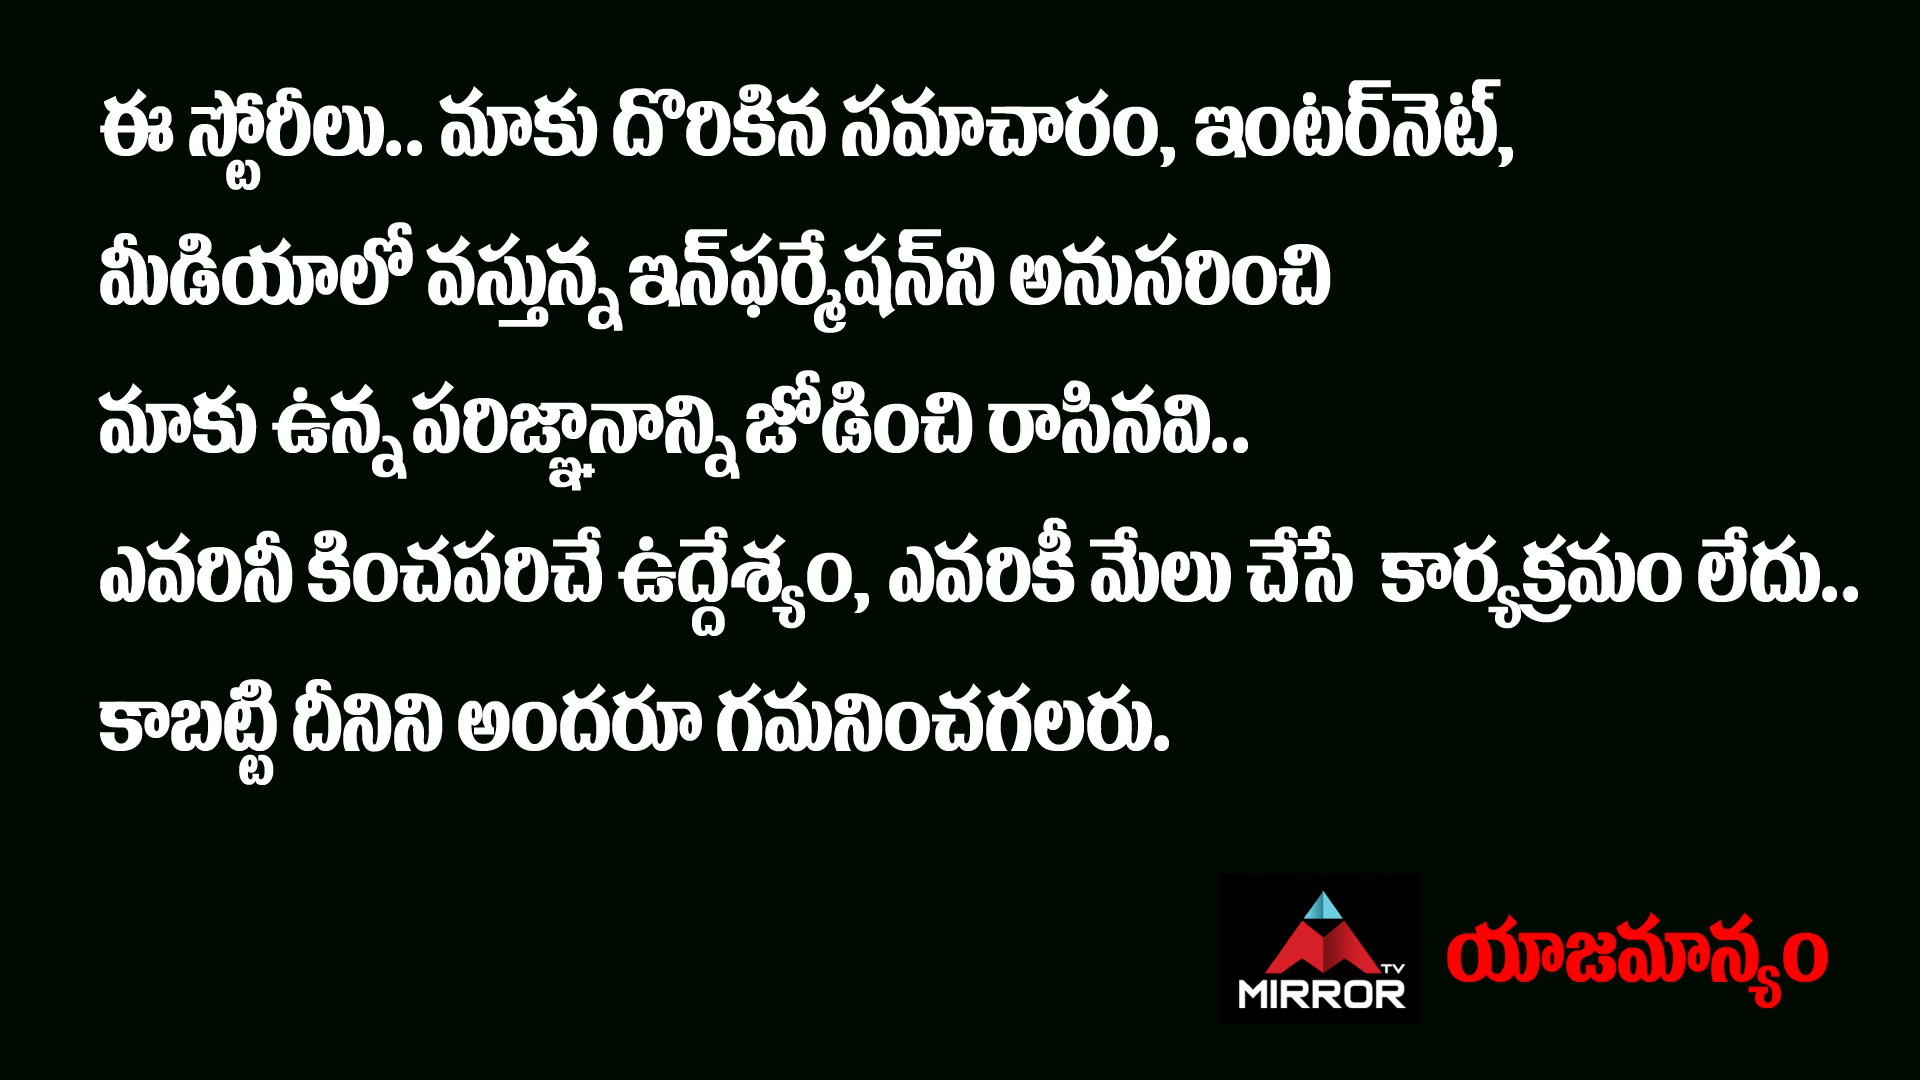 ఈ స్టోరీలు.. మాకు దొరికిన సమాచారం, ఇంటర్‌నెట్,
మీడియాలో వస్తున్న ఇన్‌ఫర్మేషన్‌ని అనుసరించి
మాకు ఉన్న పరిజ్ఞానాన్ని జోడించి రాసినవి..
ఎవరినీ కించపరిచే ఉద్దేశ్యం, ఎవరికీ మేలు చేసే కార్యక్రమం లేదు..
కాబట్టి దీనిని అందరూ గమనించగలరు.
TV
MIRROR
యాజమాన్యం